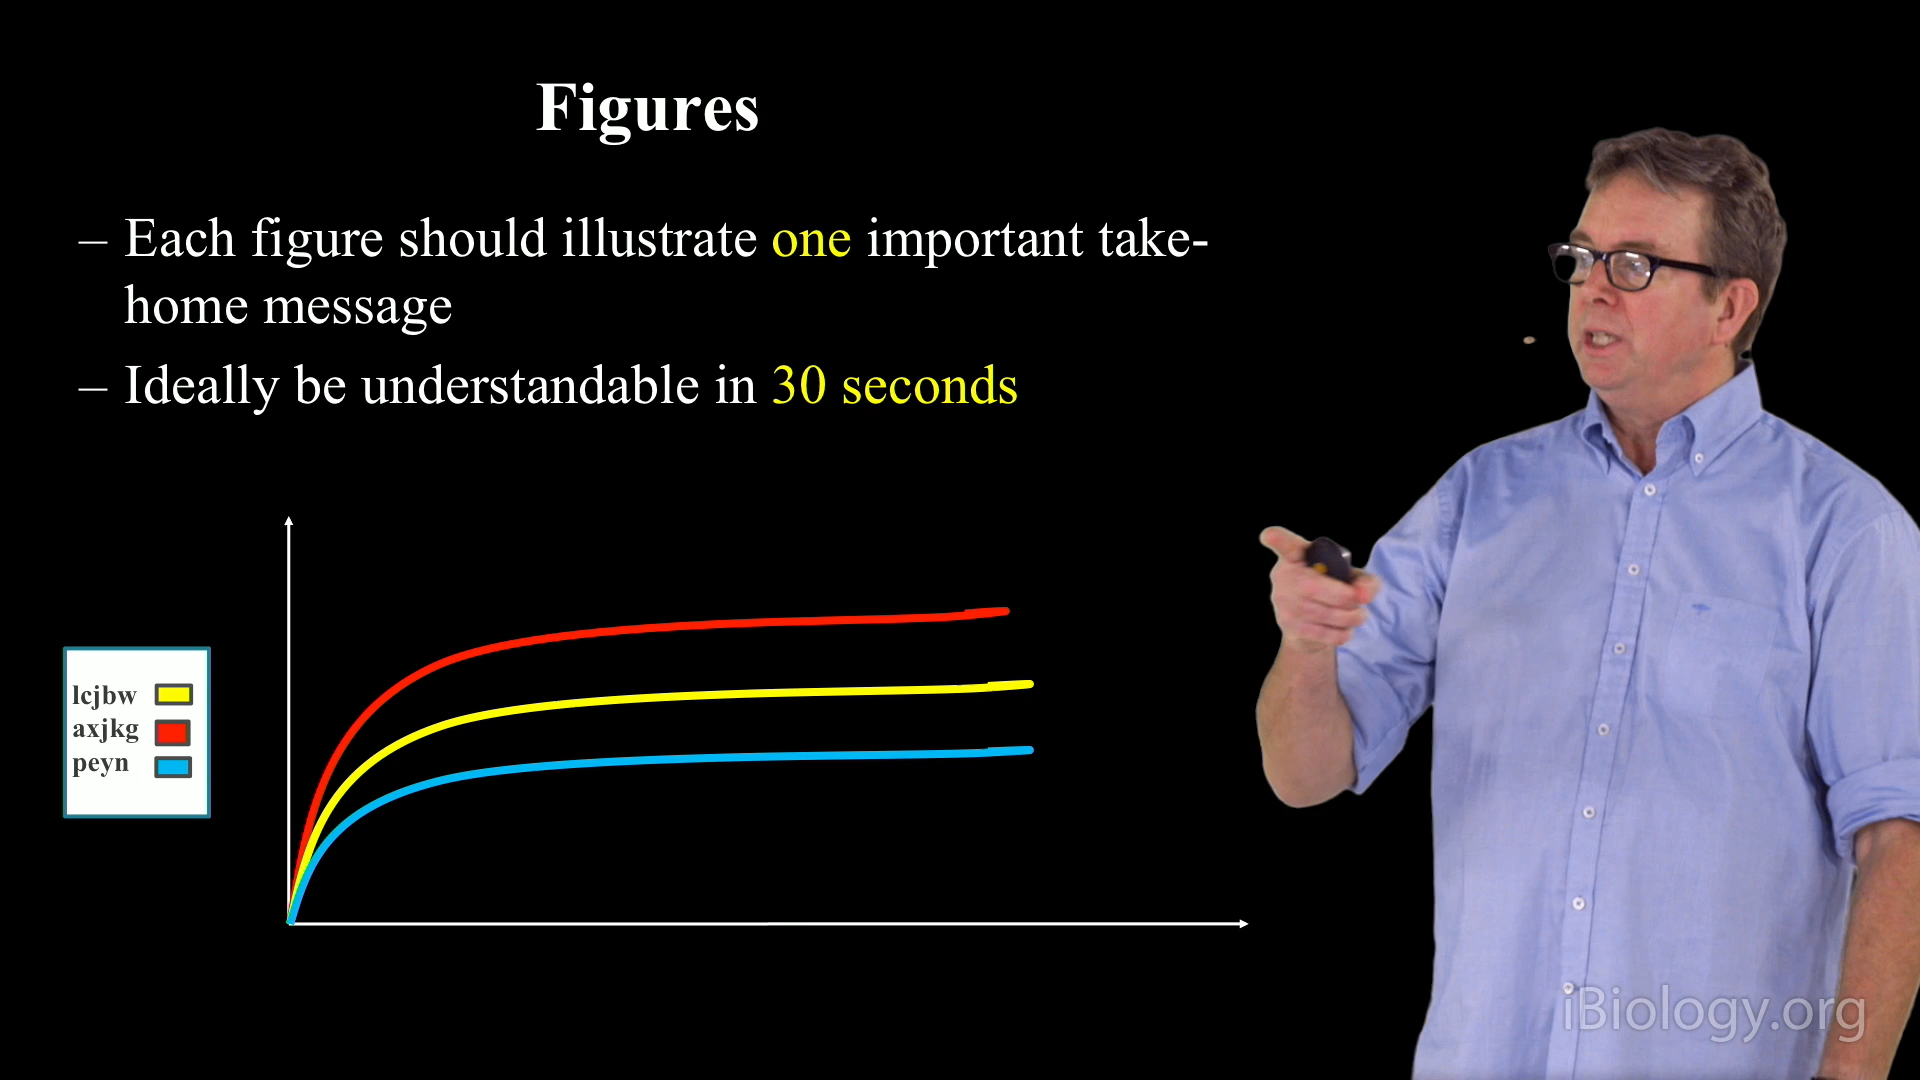 Figures
– Each figure should illustrate one important take-
home message
– Ideally be understandable in 30 seconds
lcjbw
axjkg
peyn
iBiology.org